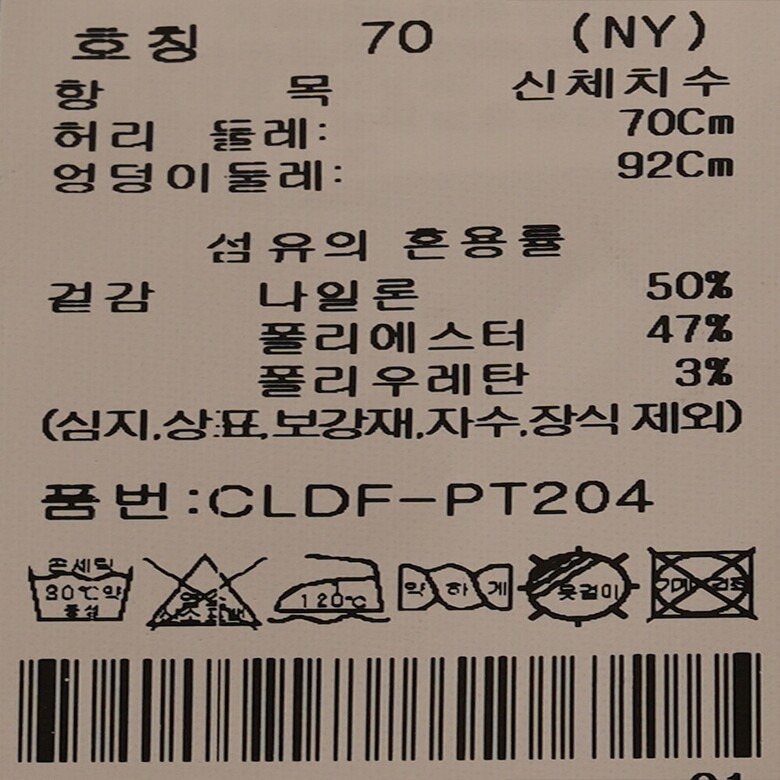 호칭 70 (NY)
항 목 신체치수
허리 둘레: 70Cm
엉덩이둘레: 92Cm
섬유의 혼용률
겉감 나일론 50%
폴리에스터 47%
폴리우레탄 3%
(심지,상표,보강재,자수,장식 제외)
품번:CLDF-PT204
손세탁
30℃약 120℃ 약하게 옷걸이 기계건조
중성